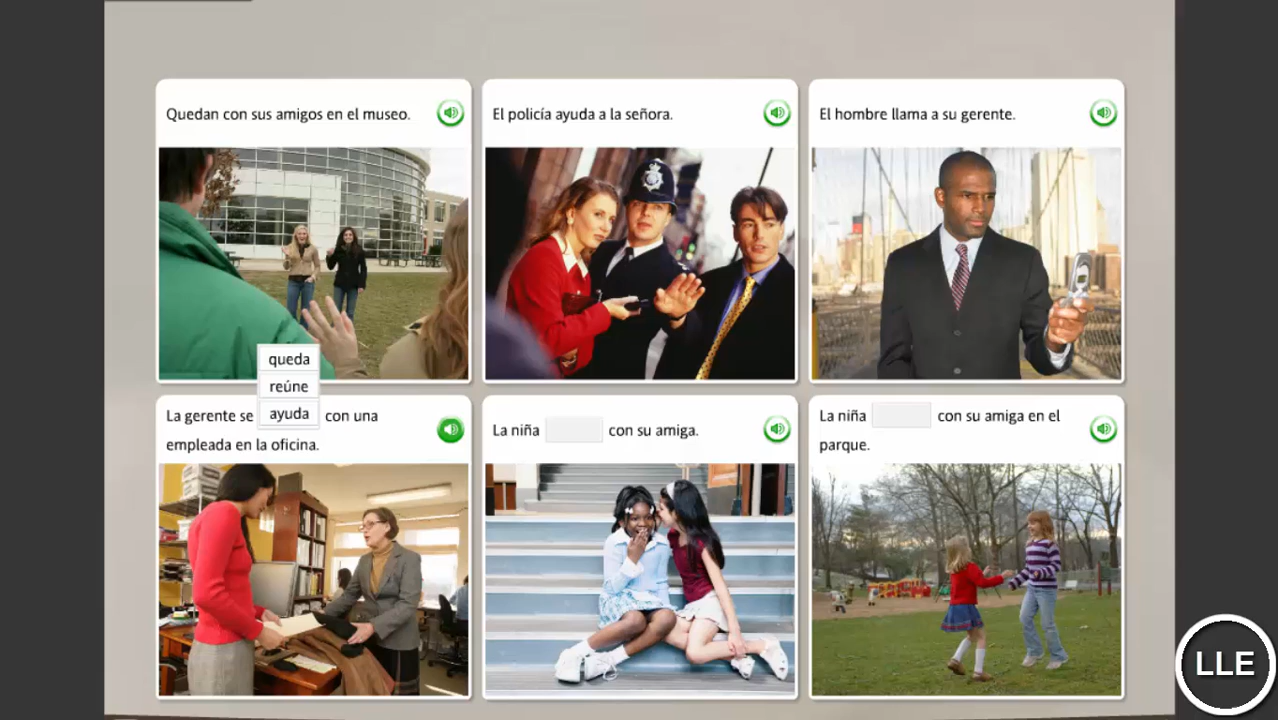 Quedan con sus amigos en el museo.
El policía ayuda a la señora.
El hombre llama a su gerente.
queda
reúne
ayuda
La gerente se con una
empleada en la oficina.
La niña con su amiga.
La niña con su amiga en el
parque.
LLE